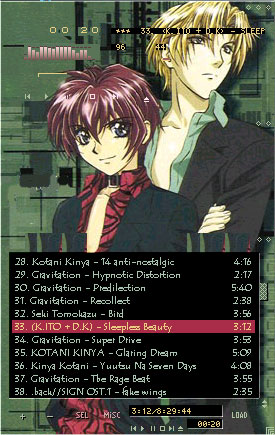 00 20
*** 33. (K.ITO + D.K) - SLEEP
96 44
28. Kotani Kinya - 14 anti-nostalgic 4:16
29. Gravitation - Hypnotic Distortion 2:17
30. Gravitation - Predilection 5:40
31. Gravitation - Recollect 2:38
32. Seki Tomokazu - Bird 3:56
33. (K.ITO + D.K) - Sleepless Beauty 3:12
34. Gravitation - Super Drive 3:53
35. KOTANI KINYA - Glaring Dream 5:09
36. Kinya Kotani - Yuutsu Na Seven Days 4:08
37. Gravitation - The Rage Beat 3:55
38. .back//SIGN OST.1 - fake wings 2:35
+ - SEL MISC 3:12/8:29:44 LOAD
00:20